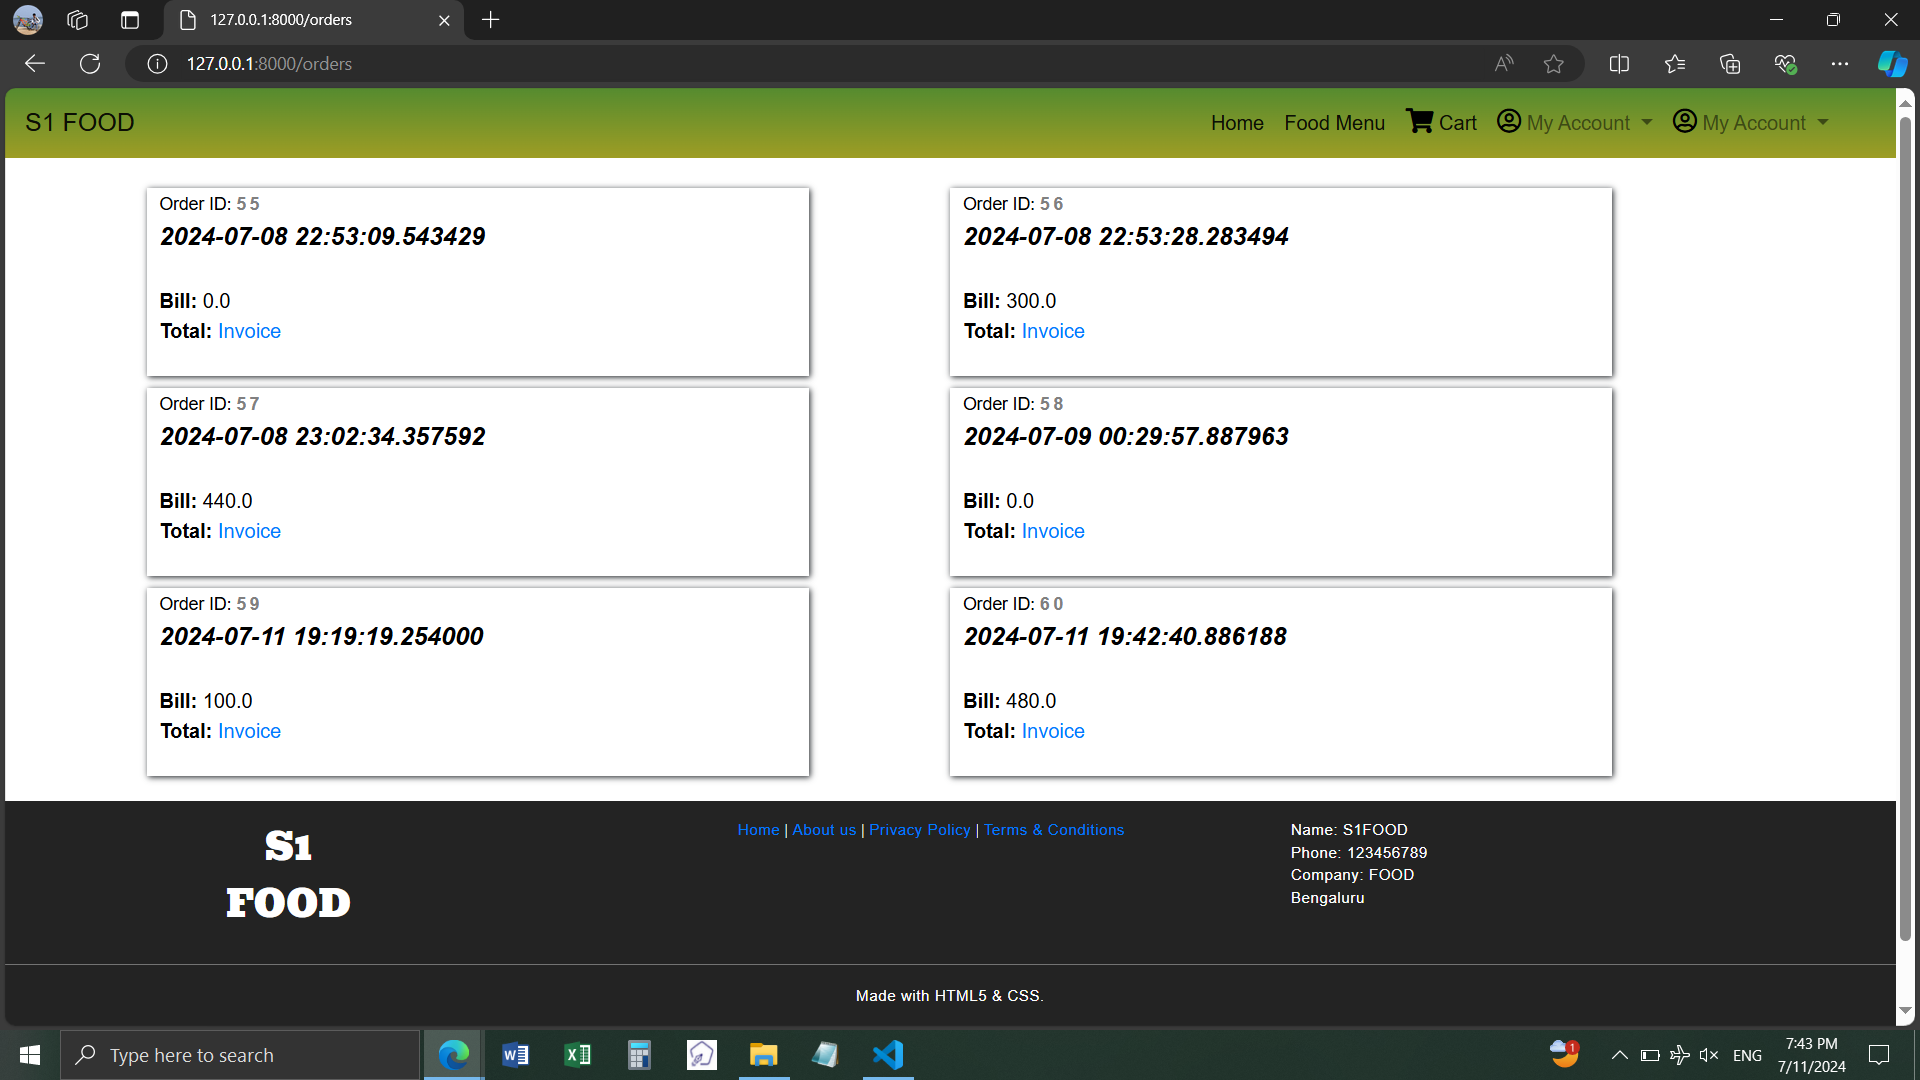 127.0.0.1:8000/orders
127.0.0.1:8000/orders
S1 FOOD
Home
Food Menu
Cart
My Account
My Account
Order ID: 55
2024-07-08 22:53:09.543429
Bill: 0.0
Total: Invoice
Order ID: 56
2024-07-08 22:53:28.283494
Bill: 300.0
Total: Invoice
Order ID: 57
2024-07-08 23:02:34.357592
Bill: 440.0
Total: Invoice
Order ID: 58
2024-07-09 00:29:57.887963
Bill: 0.0
Total: Invoice
Order ID: 59
2024-07-11 19:19:19.254000
Bill: 100.0
Total: Invoice
Order ID: 60
2024-07-11 19:42:40.886188
Bill: 480.0
Total: Invoice
S1
FOOD
Home | About us | Privacy Policy | Terms & Conditions
Name: S1FOOD
Phone: 123456789
Company: FOOD
Bengaluru
Made with HTML5 & CSS.
Type here to search
1
ENG
7:43 PM
7/11/2024